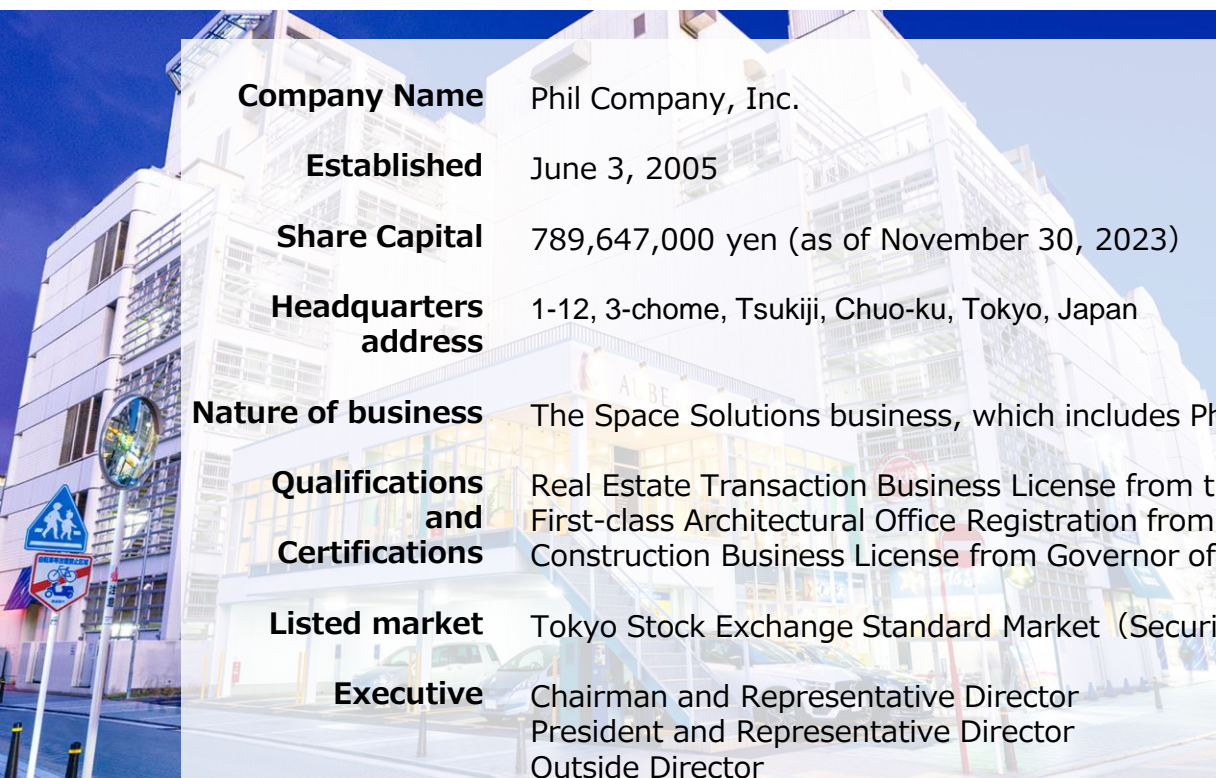 Company Name Phil Company, Inc.
Established June 3, 2005
Share Capital 789,647,000 yen (as of November 30, 2023）
Headquarters address 1-12, 3-chome, Tsukiji, Chuo-ku, Tokyo, Japan
Nature of business The Space Solutions business, which includes Ph
Qualifications and Certifications Real Estate Transaction Business License from t
First-class Architectural Office Registration from
Construction Business License from Governor of
Listed market Tokyo Stock Exchange Standard Market（Securi
Executive Chairman and Representative Director
President and Representative Director
Outside Director
AUBE